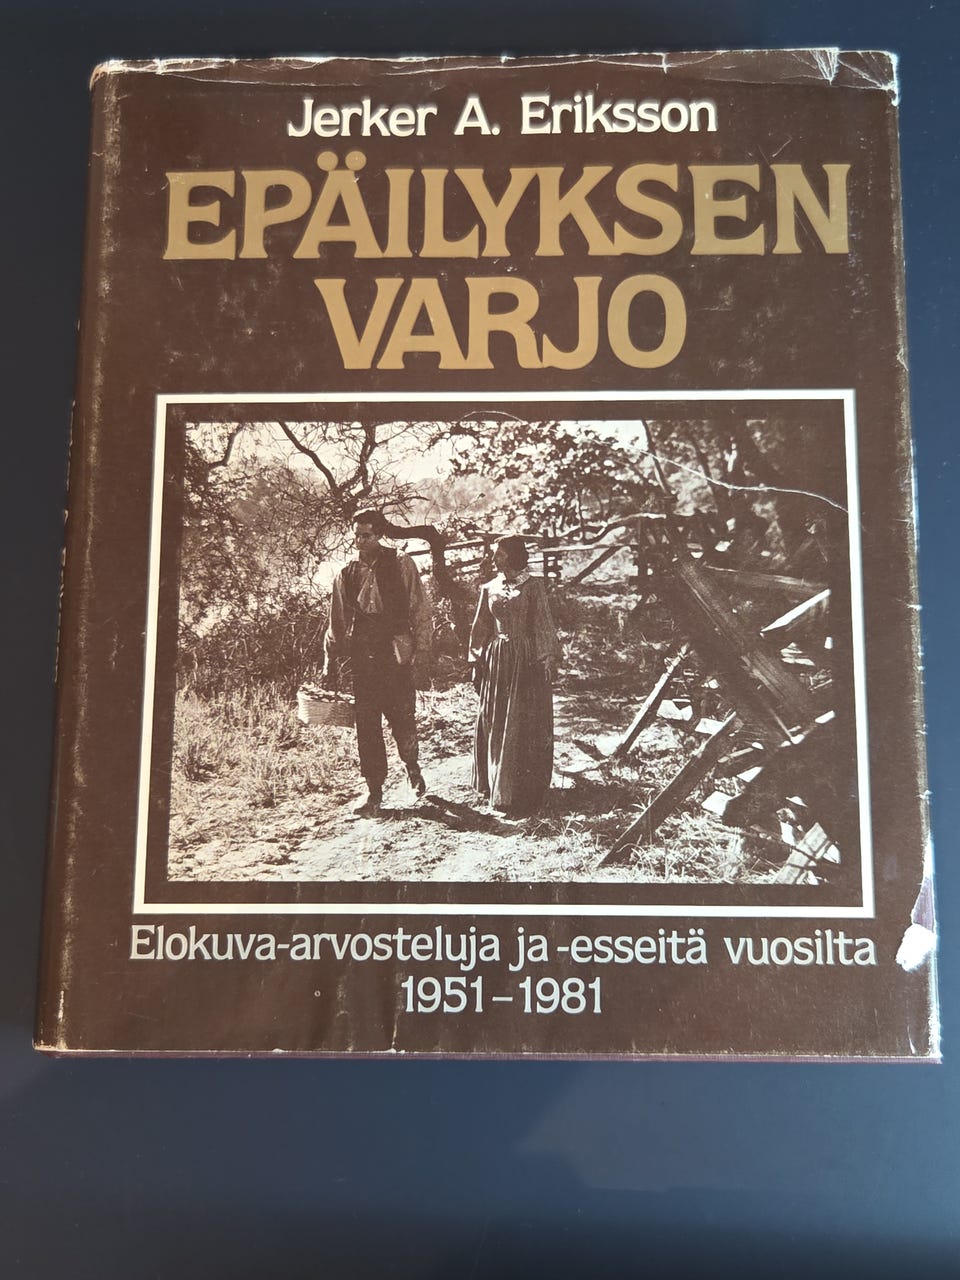 Jerker A. Eriksson
EPÄILYKSEN
VARJO
Elokuva-arvosteluja ja -esseitä vuosilta
1951–1981